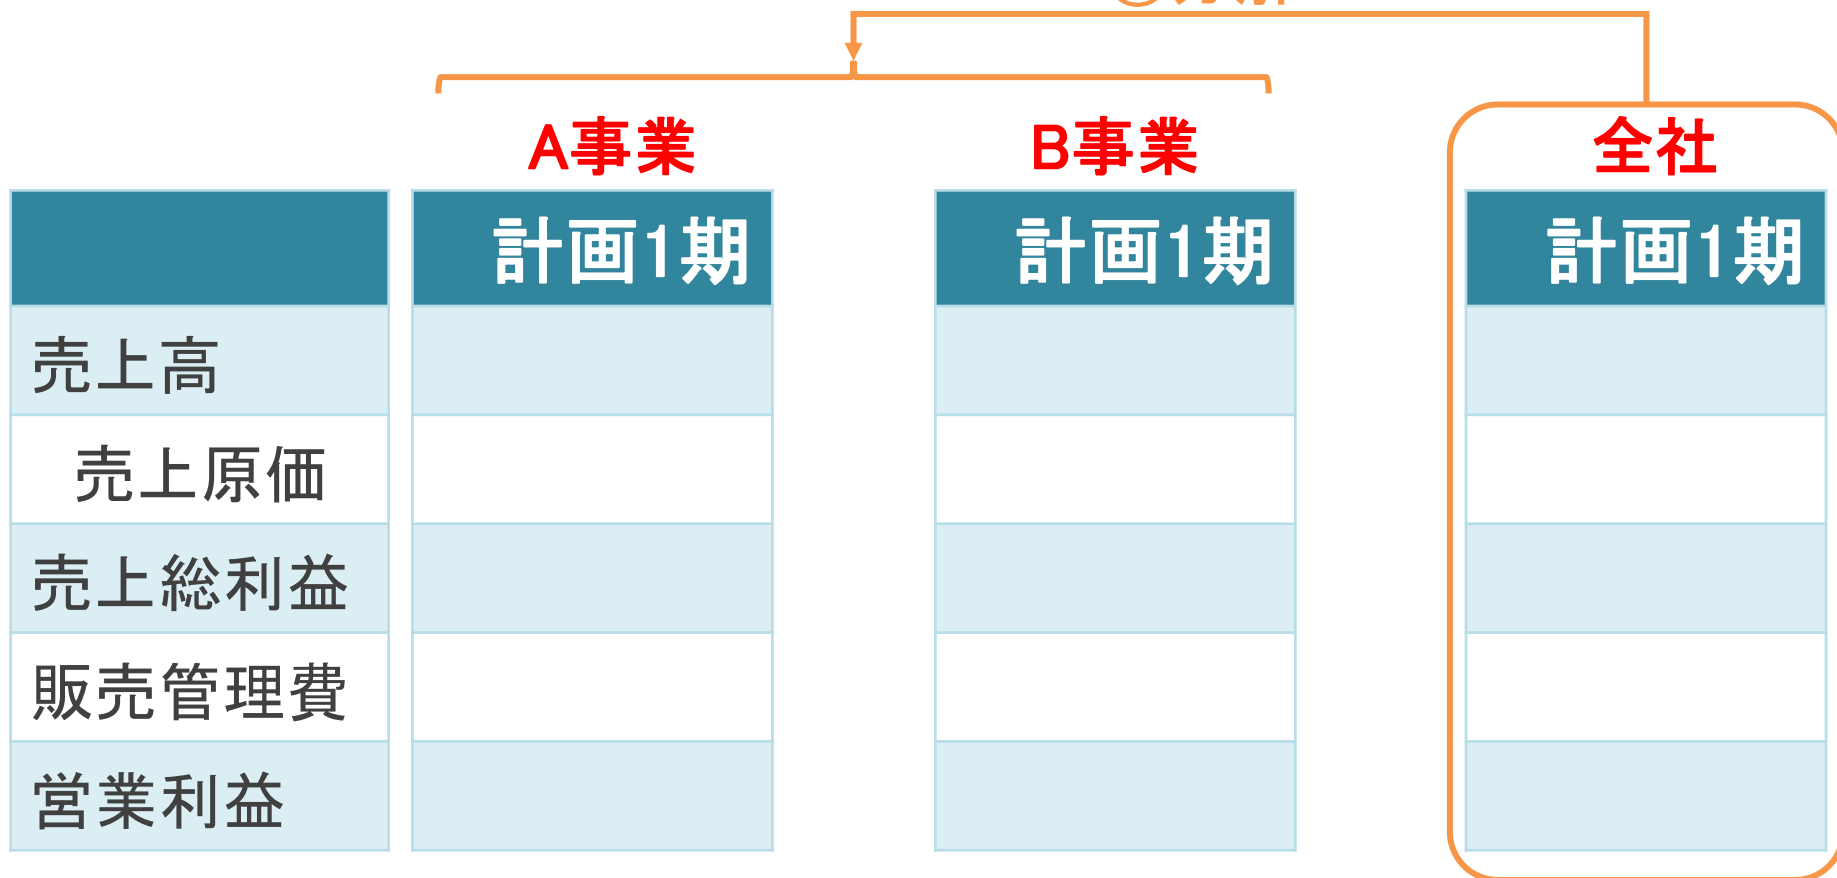 A事業 B事業 全社
計画1期 計画1期 計画1期
売上高
売上原価
売上総利益
販売管理費
営業利益